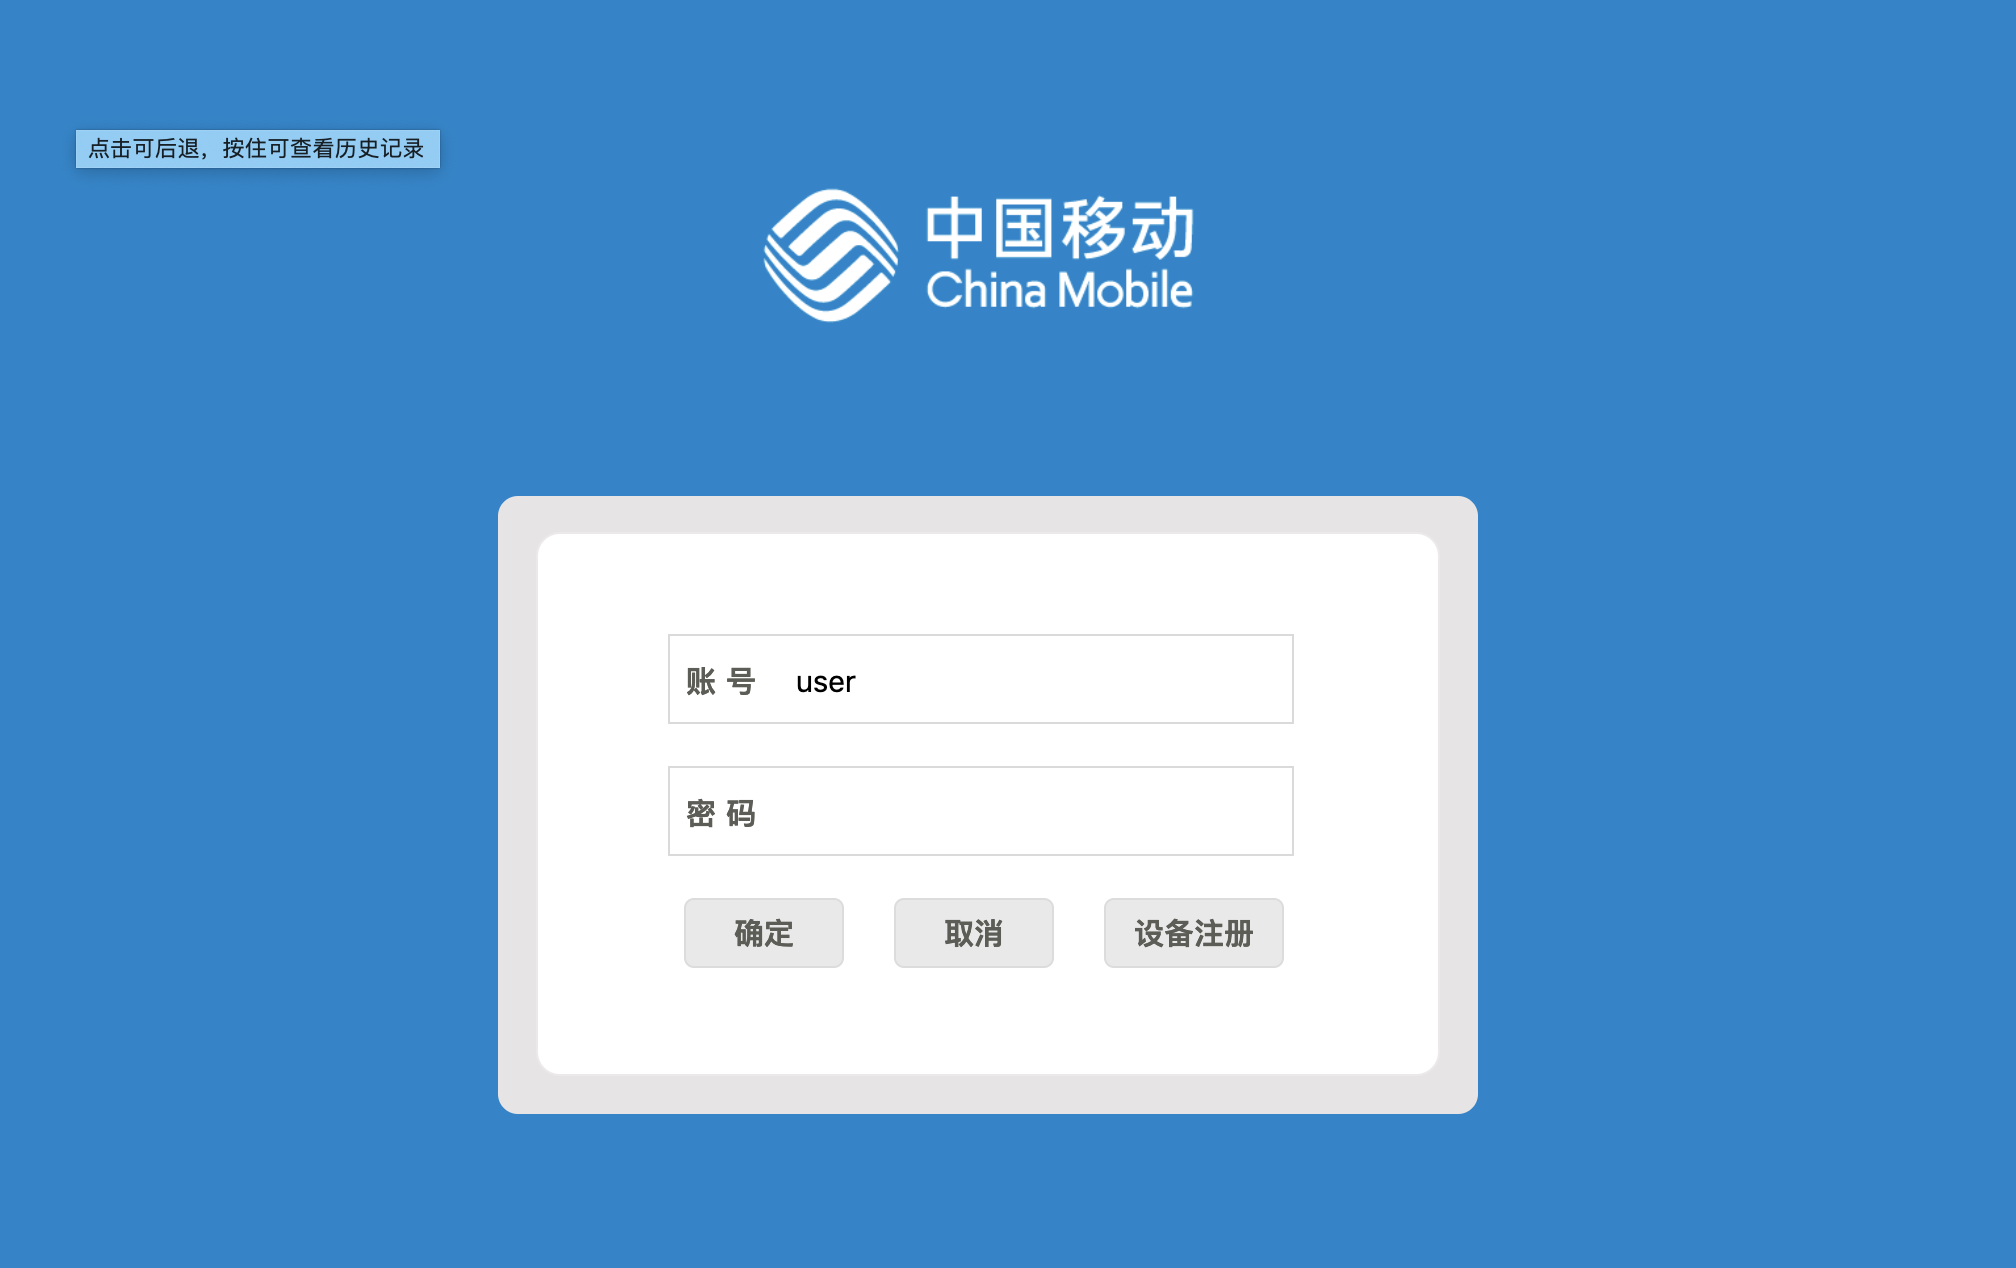 点击可后退，按住可查看历史记录
中国移动
China Mobile
账 号 user
密 码
确定 取消 设备注册